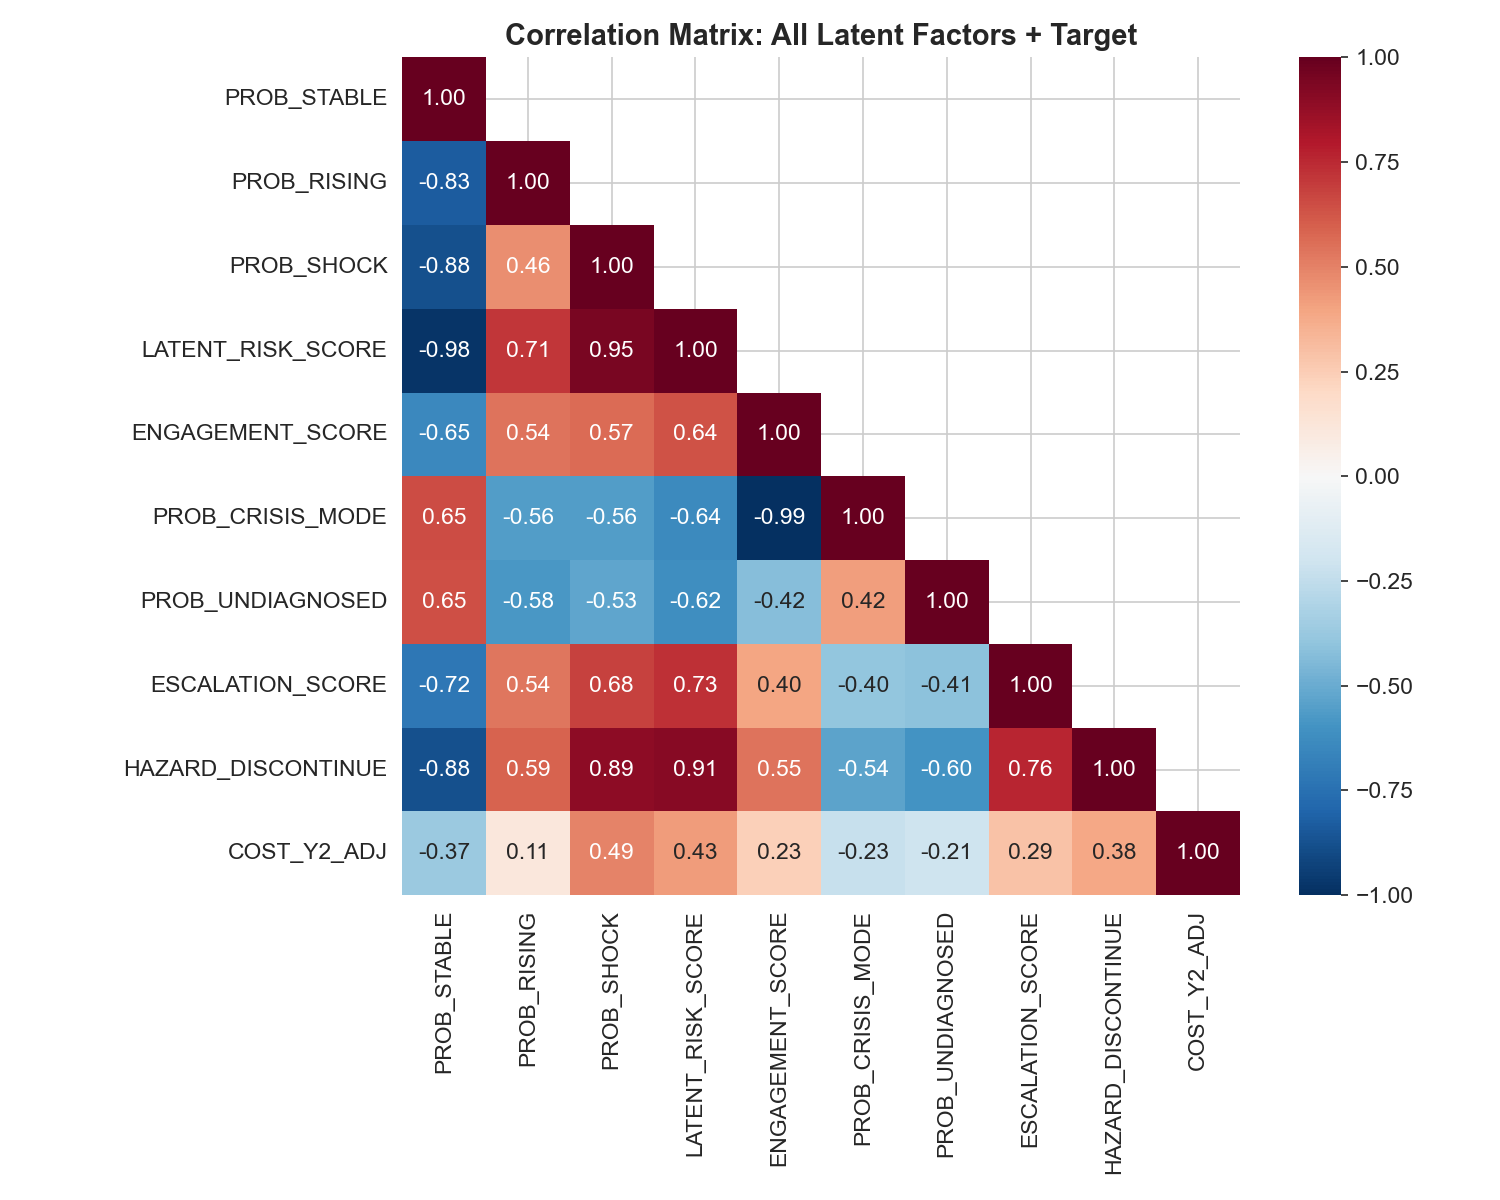 Correlation Matrix: All Latent Factors + Target
PROB_STABLE 1.00
PROB_RISING -0.83 1.00
PROB_SHOCK -0.88 0.46 1.00
LATENT_RISK_SCORE -0.98 0.71 0.95 1.00
ENGAGEMENT_SCORE -0.65 0.54 0.57 0.64 1.00
PROB_CRISIS_MODE 0.65 -0.56 -0.56 -0.64 -0.99 1.00
PROB_UNDIAGNOSED 0.65 -0.58 -0.53 -0.62 -0.42 0.42 1.00
ESCALATION_SCORE -0.72 0.54 0.68 0.73 0.40 -0.40 -0.41 1.00
HAZARD_DISCONTINUE -0.88 0.59 0.89 0.91 0.55 -0.54 -0.60 0.76 1.00
COST_Y2_ADJ -0.37 0.11 0.49 0.43 0.23 -0.23 -0.21 0.29 0.38 1.00
PROB_STABLE
PROB_RISING
PROB_SHOCK
LATENT_RISK_SCORE
ENGAGEMENT_SCORE
PROB_CRISIS_MODE
PROB_UNDIAGNOSED
ESCALATION_SCORE
HAZARD_DISCONTINUE
COST_Y2_ADJ
1.00
0.75
0.50
0.25
0.00
−0.25
−0.50
−0.75
−1.00